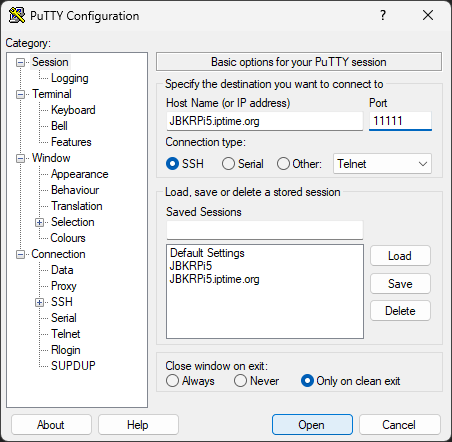 PuTTY Configuration
?
Category:
Session
Logging
Terminal
Keyboard
Bell
Features
Window
Appearance
Behaviour
Translation
Selection
Colours
Connection
Data
Proxy
SSH
Serial
Telnet
Rlogin
SUPDUP
Basic options for your PuTTY session
Specify the destination you want to connect to
Host Name (or IP address) Port
JBKRPi5.iptime.org 11111
Connection type:
SSH Serial Other: Telnet
Load, save or delete a stored session
Saved Sessions
Default Settings
JBKRPi5
JBKRPi5.iptime.org
Load
Save
Delete
Close window on exit:
Always Never Only on clean exit
About Help Open Cancel